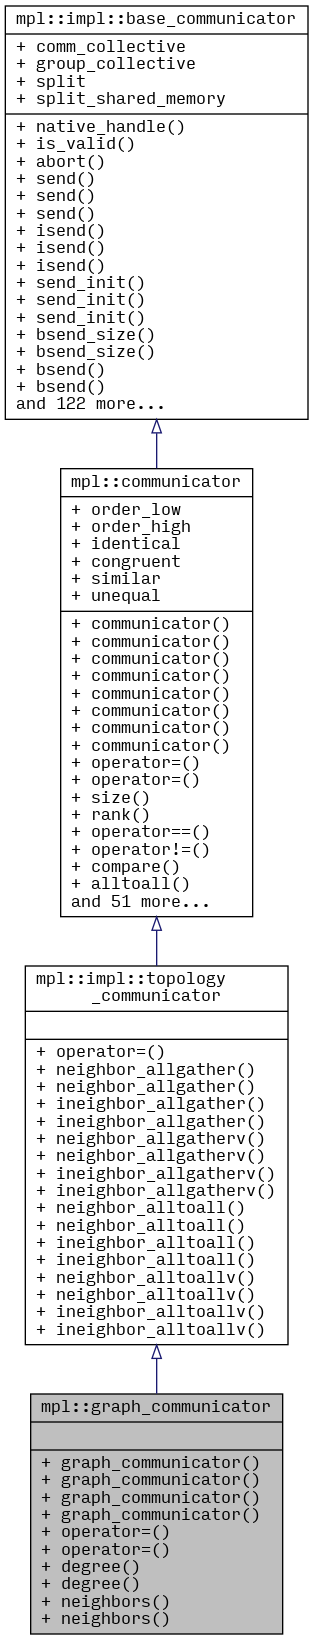 mpl::impl::base_communicator
+ comm_collective
+ group_collective
+ split
+ split_shared_memory
+ native_handle()
+ is_valid()
+ abort()
+ send()
+ send()
+ send()
+ isend()
+ isend()
+ isend()
+ send_init()
+ send_init()
+ send_init()
+ bsend_size()
+ bsend_size()
+ bsend()
+ bsend()
and 122 more...
mpl::communicator
+ order_low
+ order_high
+ identical
+ congruent
+ similar
+ unequal
+ communicator()
+ communicator()
+ communicator()
+ communicator()
+ communicator()
+ communicator()
+ communicator()
+ communicator()
+ operator=()
+ operator=()
+ size()
+ rank()
+ operator==()
+ operator!=()
+ compare()
+ alltoall()
and 51 more...
mpl::impl::topology
_communicator
+ operator=()
+ neighbor_allgather()
+ neighbor_allgather()
+ ineighbor_allgather()
+ ineighbor_allgather()
+ neighbor_allgatherv()
+ neighbor_allgatherv()
+ ineighbor_allgatherv()
+ ineighbor_allgatherv()
+ neighbor_alltoall()
+ neighbor_alltoall()
+ ineighbor_alltoall()
+ ineighbor_alltoall()
+ neighbor_alltoallv()
+ neighbor_alltoallv()
+ ineighbor_alltoallv()
+ ineighbor_alltoallv()
mpl::graph_communicator
+ graph_communicator()
+ graph_communicator()
+ graph_communicator()
+ graph_communicator()
+ operator=()
+ operator=()
+ degree()
+ degree()
+ neighbors()
+ neighbors()